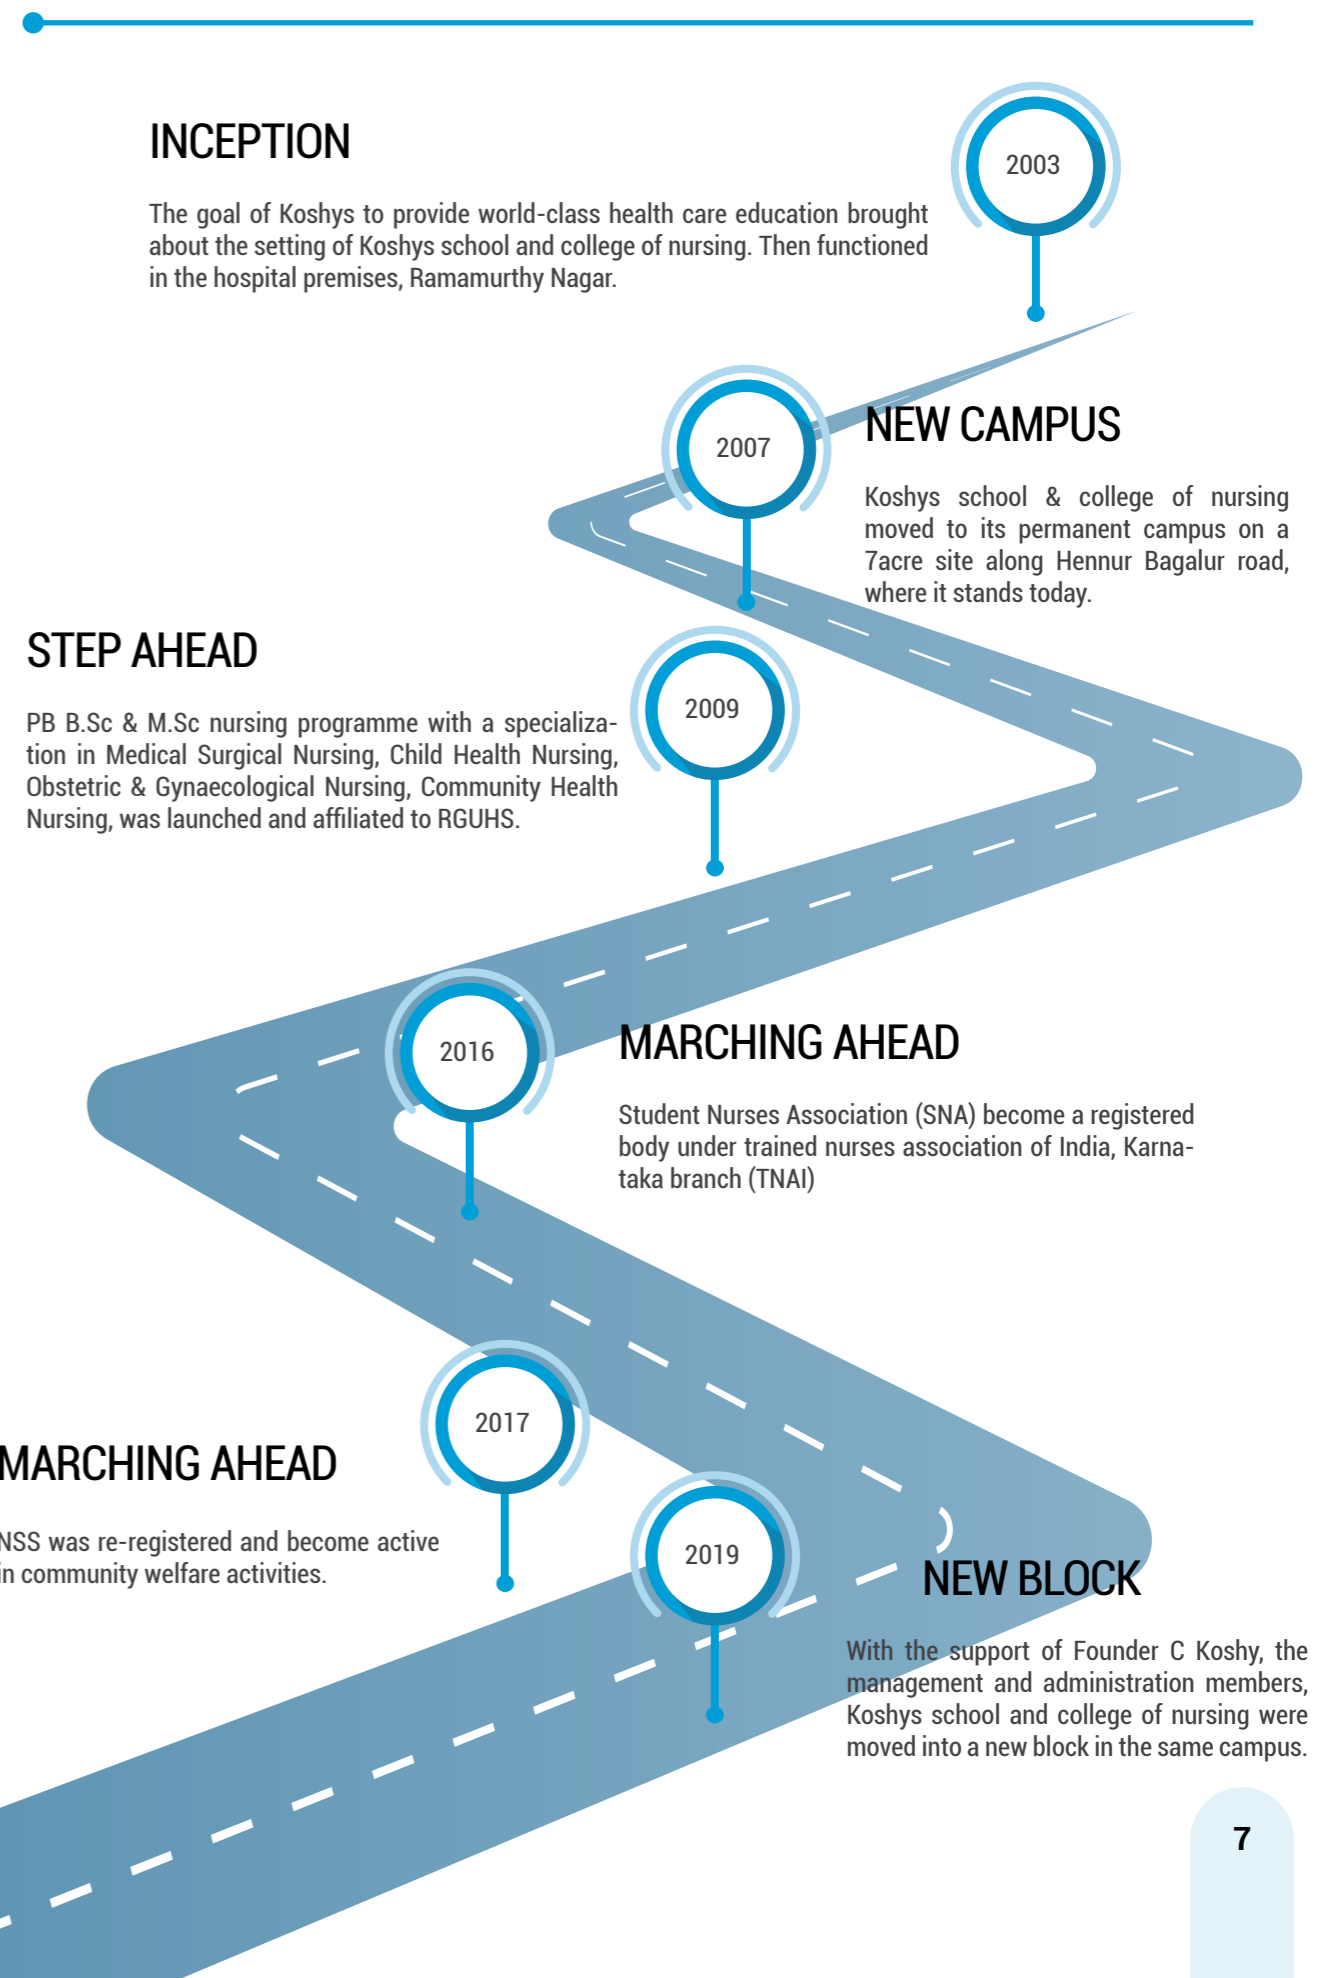 INCEPTION
2003
The goal of Koshys to provide world-class health care education brought
about the setting of Koshys school and college of nursing. Then functioned
in the hospital premises, Ramamurthy Nagar.
2007
NEW CAMPUS
Koshys school & college of nursing
moved to its permanent campus on a
7acre site along Hennur Bagalur road,
where it stands today.
STEP AHEAD
2009
PB B.Sc & M.Sc nursing programme with a specializa-
tion in Medical Surgical Nursing, Child Health Nursing,
Obstetric & Gynaecological Nursing, Community Health
Nursing, was launched and affiliated to RGUHS.
2016
MARCHING AHEAD
Student Nurses Association (SNA) become a registered
body under trained nurses association of India, Karna-
taka branch (TNAI)
2017
MARCHING AHEAD
NSS was re-registered and become active
in community welfare activities.
2019
NEW BLOCK
With the support of Founder C Koshy, the
management and administration members,
Koshys school and college of nursing were
moved into a new block in the same campus.
7